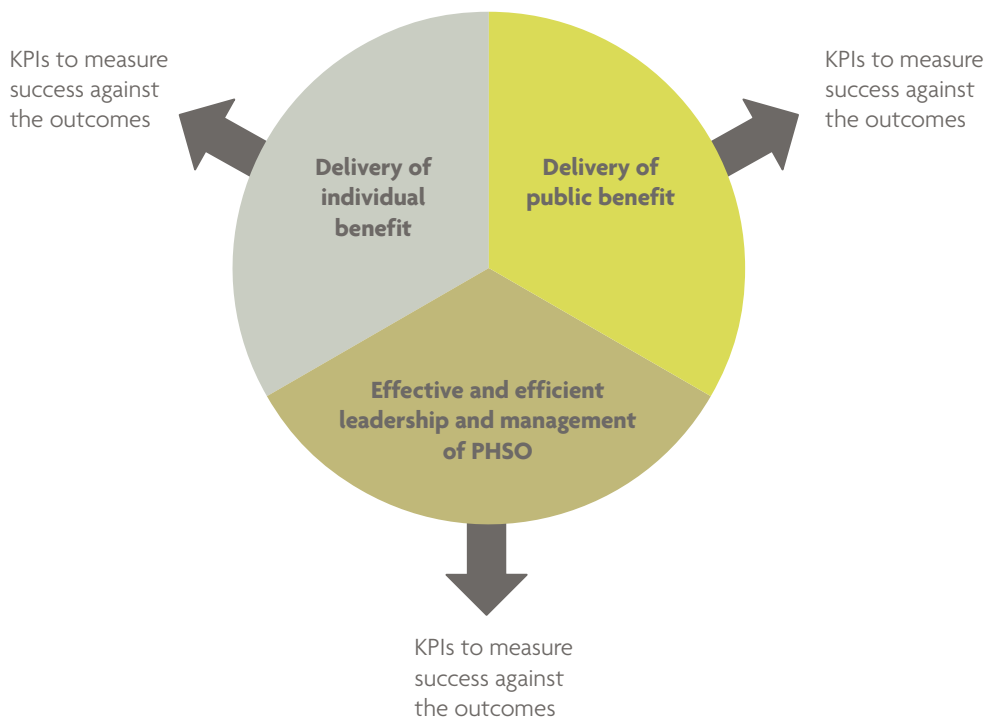 KPIs to measure
success against
the outcomes
KPIs to measure
success against
the outcomes
Delivery of
individual
benefit
Delivery of
public benefit
Effective and efficient
leadership and management
of PHSO
KPIs to measure
success against
the outcomes